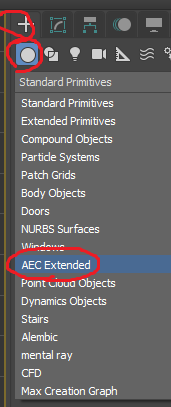 Standard Primitives
Standard Primitives
Extended Primitives
Compound Objects
Particle Systems
Patch Grids
Body Objects
Doors
NURBS Surfaces
Windows
AEC Extended
Point Cloud Objects
Dynamics Objects
Stairs
Alembic
mental ray
CFD
Max Creation Graph